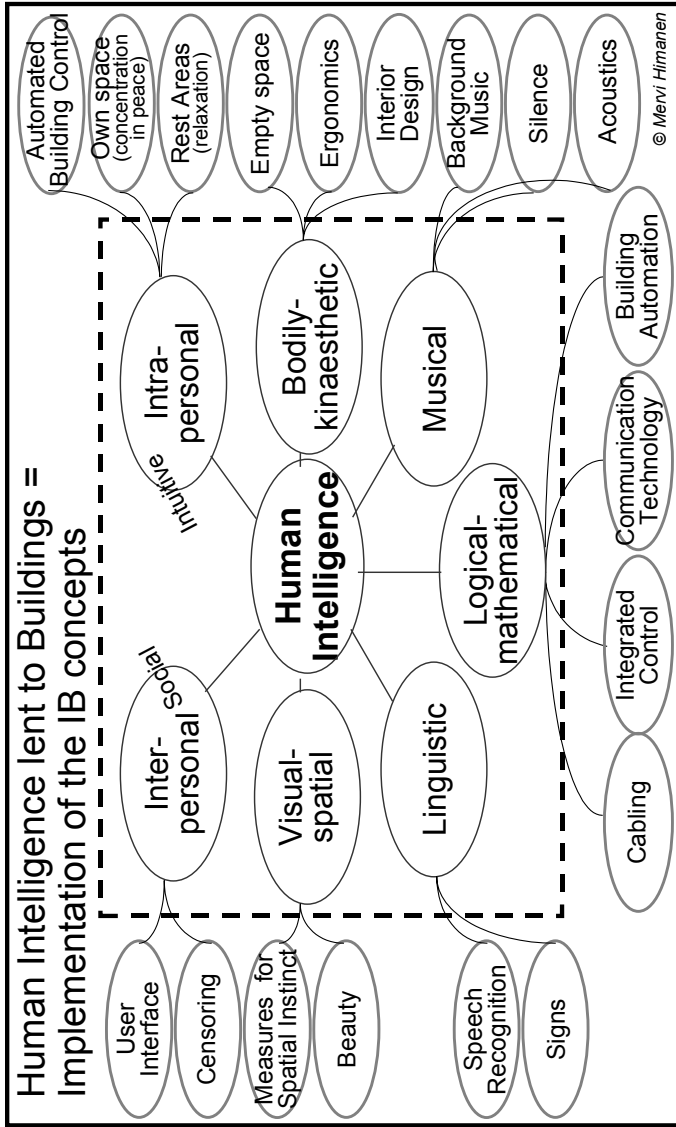 Human Intelligence lent to Buildings =
Implementation of the IB concepts
User
Interface
Censoring
Measures for
Spatial Instinct
Beauty
Speech
Recognition
Signs
Inter-
personal
Social
Visual-
spatial
Linguistic
Human
Intelligence
Logical-
mathematical
Intuitive
Intra-
personal
Bodily-
kinaesthetic
Musical
Automated
Building Control
Own space
(concentration
in peace)
Rest Areas
(relaxation)
Empty space
Ergonomics
Interior
Design
Background
Music
Silence
Acoustics
Cabling
Integrated
Control
Communication
Technology
Building
Automation
© Mervi Himanen